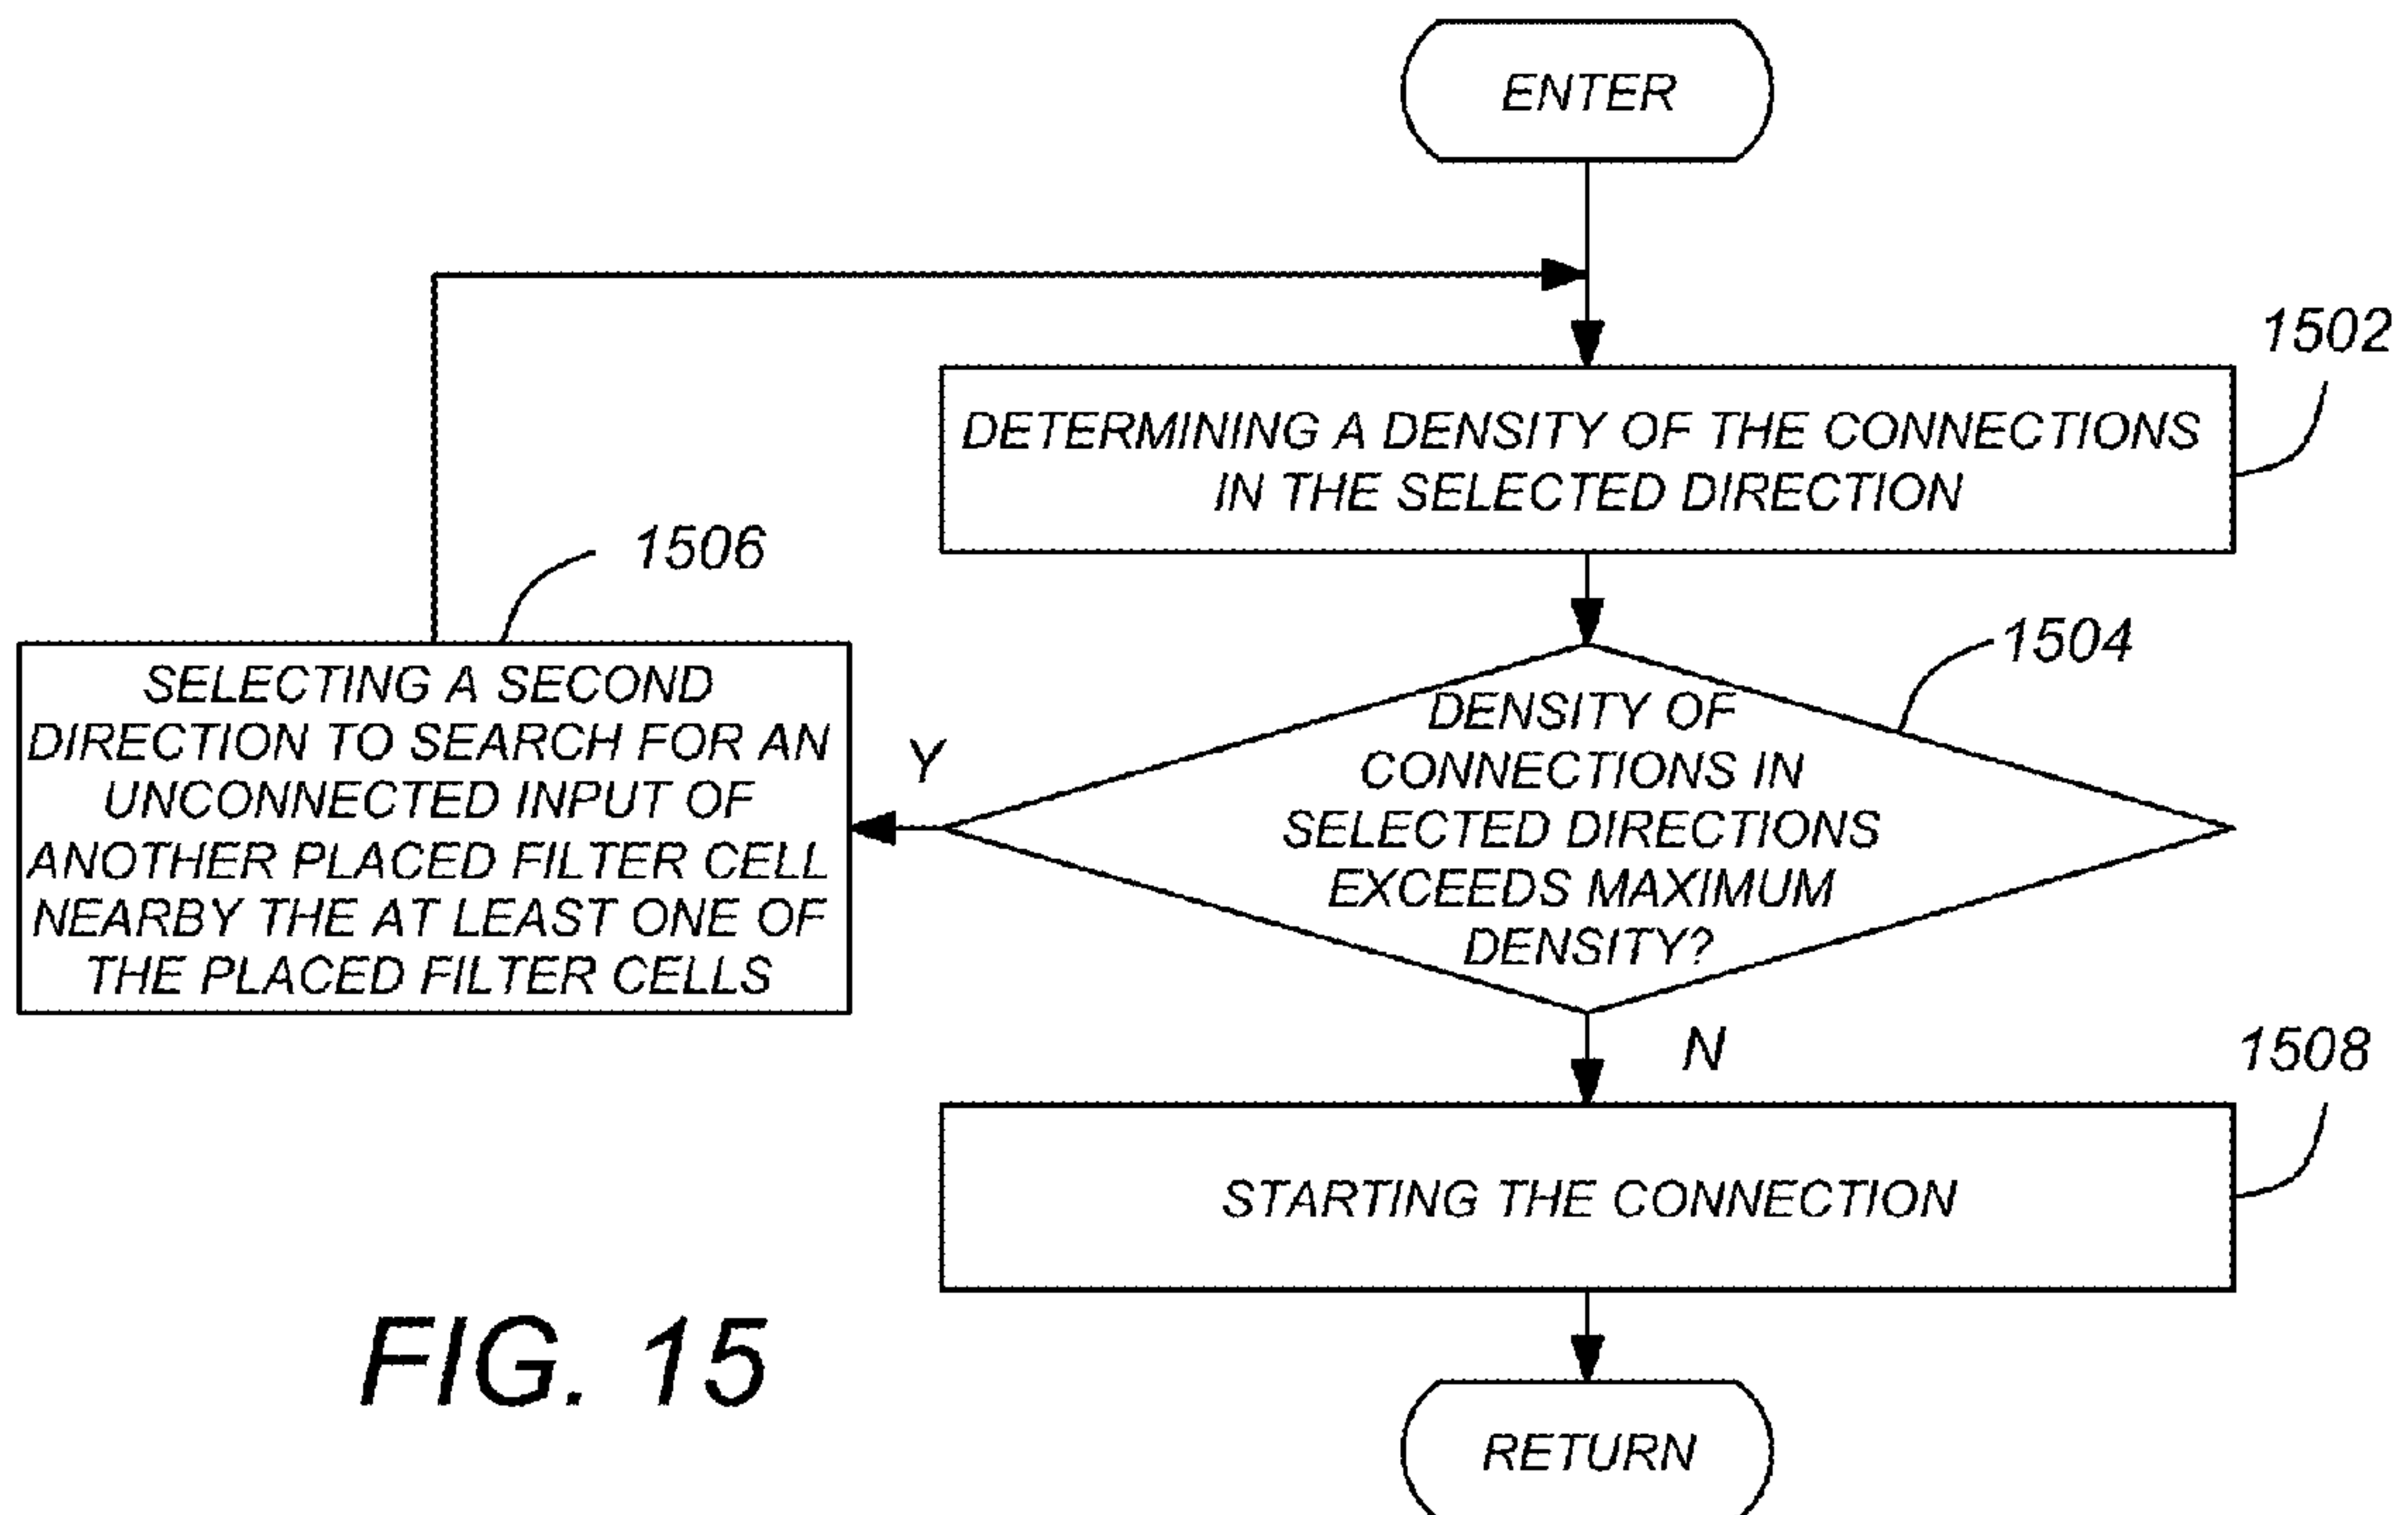 ENTER
1502
DETERMINING A DENSITY OF THE CONNECTIONS
IN THE SELECTED DIRECTION
1506
SELECTING A SECOND
DIRECTION TO SEARCH FOR AN
UNCONNECTED INPUT OF
ANOTHER PLACED FILTER CELL
NEARBY THE AT LEAST ONE OF
THE PLACED FILTER CELLS
Y
1504
DENSITY OF
CONNECTIONS IN
SELECTED DIRECTIONS
EXCEEDS MAXIMUM
DENSITY?
N
1508
STARTING THE CONNECTION
FIG. 15
RETURN